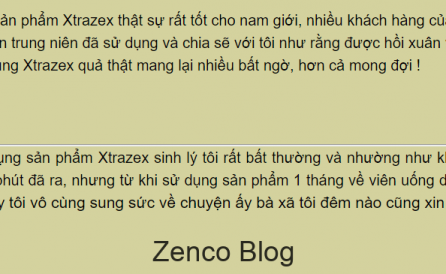 ản phẩm Xtrazex thật sự rất tốt cho nam giới, nhiều khách hàng củ
n trung niên đã sử dụng và chia sẽ với tôi như rằng được hồi xuân
ng Xtrazex quả thật mang lại nhiều bất ngờ, hơn cả mong đợi !
ụng sản phẩm Xtrazex sinh lý tôi rất bất thường và nhường như k
phút đã ra, nhưng từ khi sử dụng sản phẩm 1 tháng về viên uống d
y tôi vô cùng sung sức về chuyện ấy bà xã tôi đêm nào cũng xin
Zenco Blog